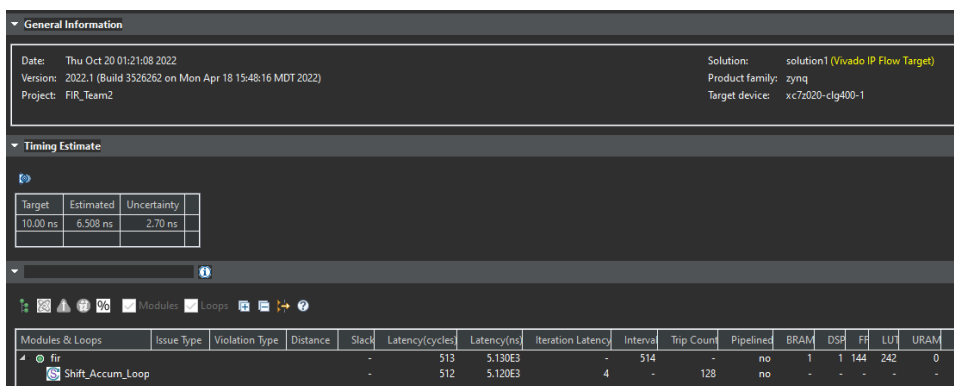 General Information
Date: Thu Oct 20 01:21:08 2022
Solution: solution1 (Vivado IP Flow Target)
Version: 2022.1 (Build 3526262 on Mon Apr 18 15:48:16 MDT 2022)
Product family: zynq
Project: FIR_Team2
Target device: xc7z020-clg400-1
Timing Estimate
Target Estimated Uncertainty
10.00 ns 6.508 ns 2.70 ns
% Modules Loops
Modules & Loops Issue Type Violation Type Distance Slack Latency(cycles) Latency(ns) Iteration Latency Interval Trip Count Pipelined BRAM DSP FF LUT URAM
fir - 513 5.130E3 - 514 - no 1 1 144 242 0
Shift_Accum_Loop - 512 5.120E3 4 - 128 no - - - - -